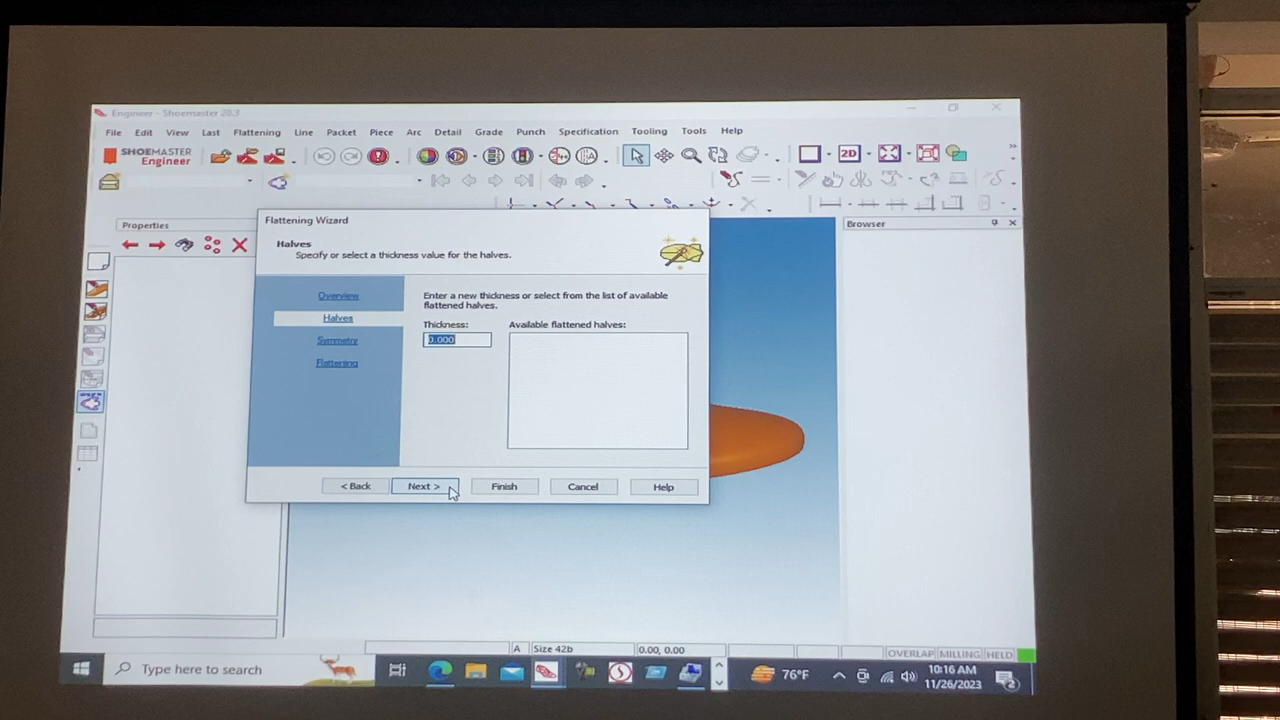 Engineer - Shoemaster 20.3
File Edit View Last Flattening Line Packet Piece Arc Detail Grade Punch Specification Tooling Tools Help
SHOEMASTER
Engineer
2D
Properties
Browser
Flattening Wizard
Halves
Specify or select a thickness value for the halves.
Overview
Halves
Symmetry
Flattening
Enter a new thickness or select from the list of available
flattened halves.
Thickness:
Available flattened halves:
0.000
< Back
Next >
Finish
Cancel
Help
A
Size 42b
0.00, 0.00
OVERLAP MILLING HELD
Type here to search
76°F
10:16 AM
11/26/2023
2